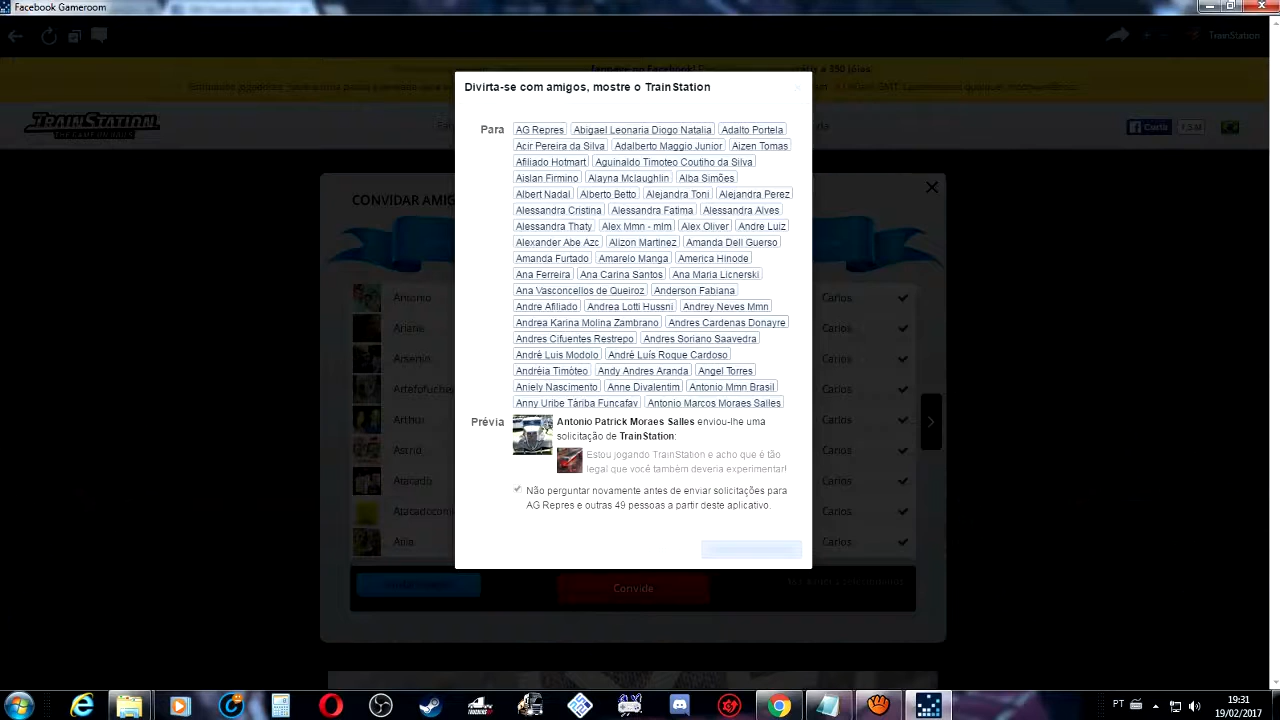 Facebook Gameroom
TrainStation
TRAINSTATION
THE GAME ON RAILS
Curtir
Divirta-se com amigos, mostre o TrainStation
Para
AG Repres Abigael Leonaria Diogo Natalia Adalto Portela
Acir Pereira da Silva Adalberto Maggio Junior Aizen Tomas
Afiliado Hotmart Aguinaldo Timoteo Coutiho da Silva
Aislan Firmino Alayna Mclaughlin Alba Simões
Albert Nadal Alberto Betto Alejandra Toni Alejandra Perez
Alessandra Cristina Alessandra Fatima Alessandra Alves
Alessandra Thaty Alex Mmn - mlm Alex Oliver Andre Luiz
Alexander Abe Azc Alizon Martinez Amanda Dell Guerso
Amanda Furtado Amarelo Manga America Hinode
Ana Ferreira Ana Carina Santos Ana Maria Licnerski
Ana Vasconcellos de Queiroz Anderson Fabiana
Andre Afiliado Andrea Lotti Hussni Andrey Neves Mmn
Andrea Karina Molina Zambrano Andres Cardenas Donayre
Andres Cifuentes Restrepo Andres Soriano Saavedra
André Luis Modolo André Luís Roque Cardoso
Andréia Timóteo Andy Andres Aranda Angel Torres
Aniely Nascimento Anne Divalentim Antonio Mmn Brasil
Anny Uribe Táriba Funcafav Antonio Marcos Moraes Salles
Prévia
Antonio Patrick Moraes Salles enviou-lhe uma
solicitação de TrainStation:
Estou jogando TrainStation e acho que é tão
legal que você também deveria experimentar!
Não perguntar novamente antes de enviar solicitações para
AG Repres e outras 49 pessoas a partir deste aplicativo.
CONVIDAR AMIG
Antonio
Ariane
Arsenio
Artefofuches
Arthur
Astrid
Atacado
Atacadocom
Atila
Carlos
Carlos
Carlos
Carlos
Carlos
Carlos
Carlos
Carlos
Carlos
Convide
PT
19:31
19/02/2017